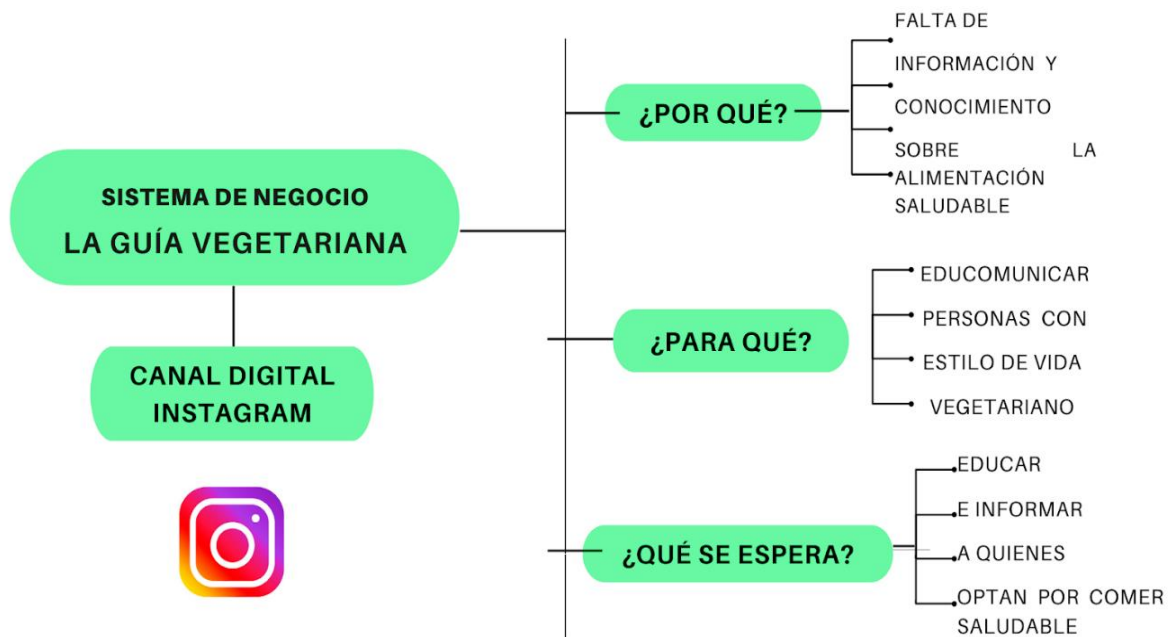 SISTEMA DE NEGOCIO
LA GUÍA VEGETARIANA
CANAL DIGITAL
INSTAGRAM
¿POR QUÉ?
FALTA DE
INFORMACIÓN Y
CONOCIMIENTO
SOBRE LA
ALIMENTACIÓN
SALUDABLE
¿PARA QUÉ?
EDUCOMUNICAR
PERSONAS CON
ESTILO DE VIDA
VEGETARIANO
¿QUÉ SE ESPERA?
EDUCAR
E INFORMAR
A QUIENES
OPTAN POR COMER
SALUDABLE